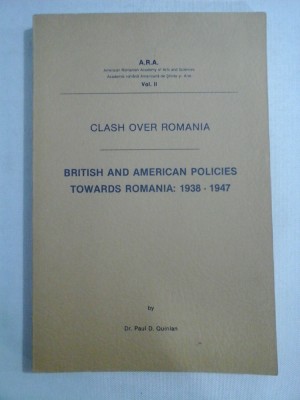 A.R.A.
American Romanian Academy of Arts and Sciences
Academia română Americană de științe și Arte
Vol. II
CLASH OVER ROMANIA
BRITISH AND AMERICAN POLICIES
TOWARDS ROMANIA: 1938 - 1947
by
Dr. Paul D. Quinlan